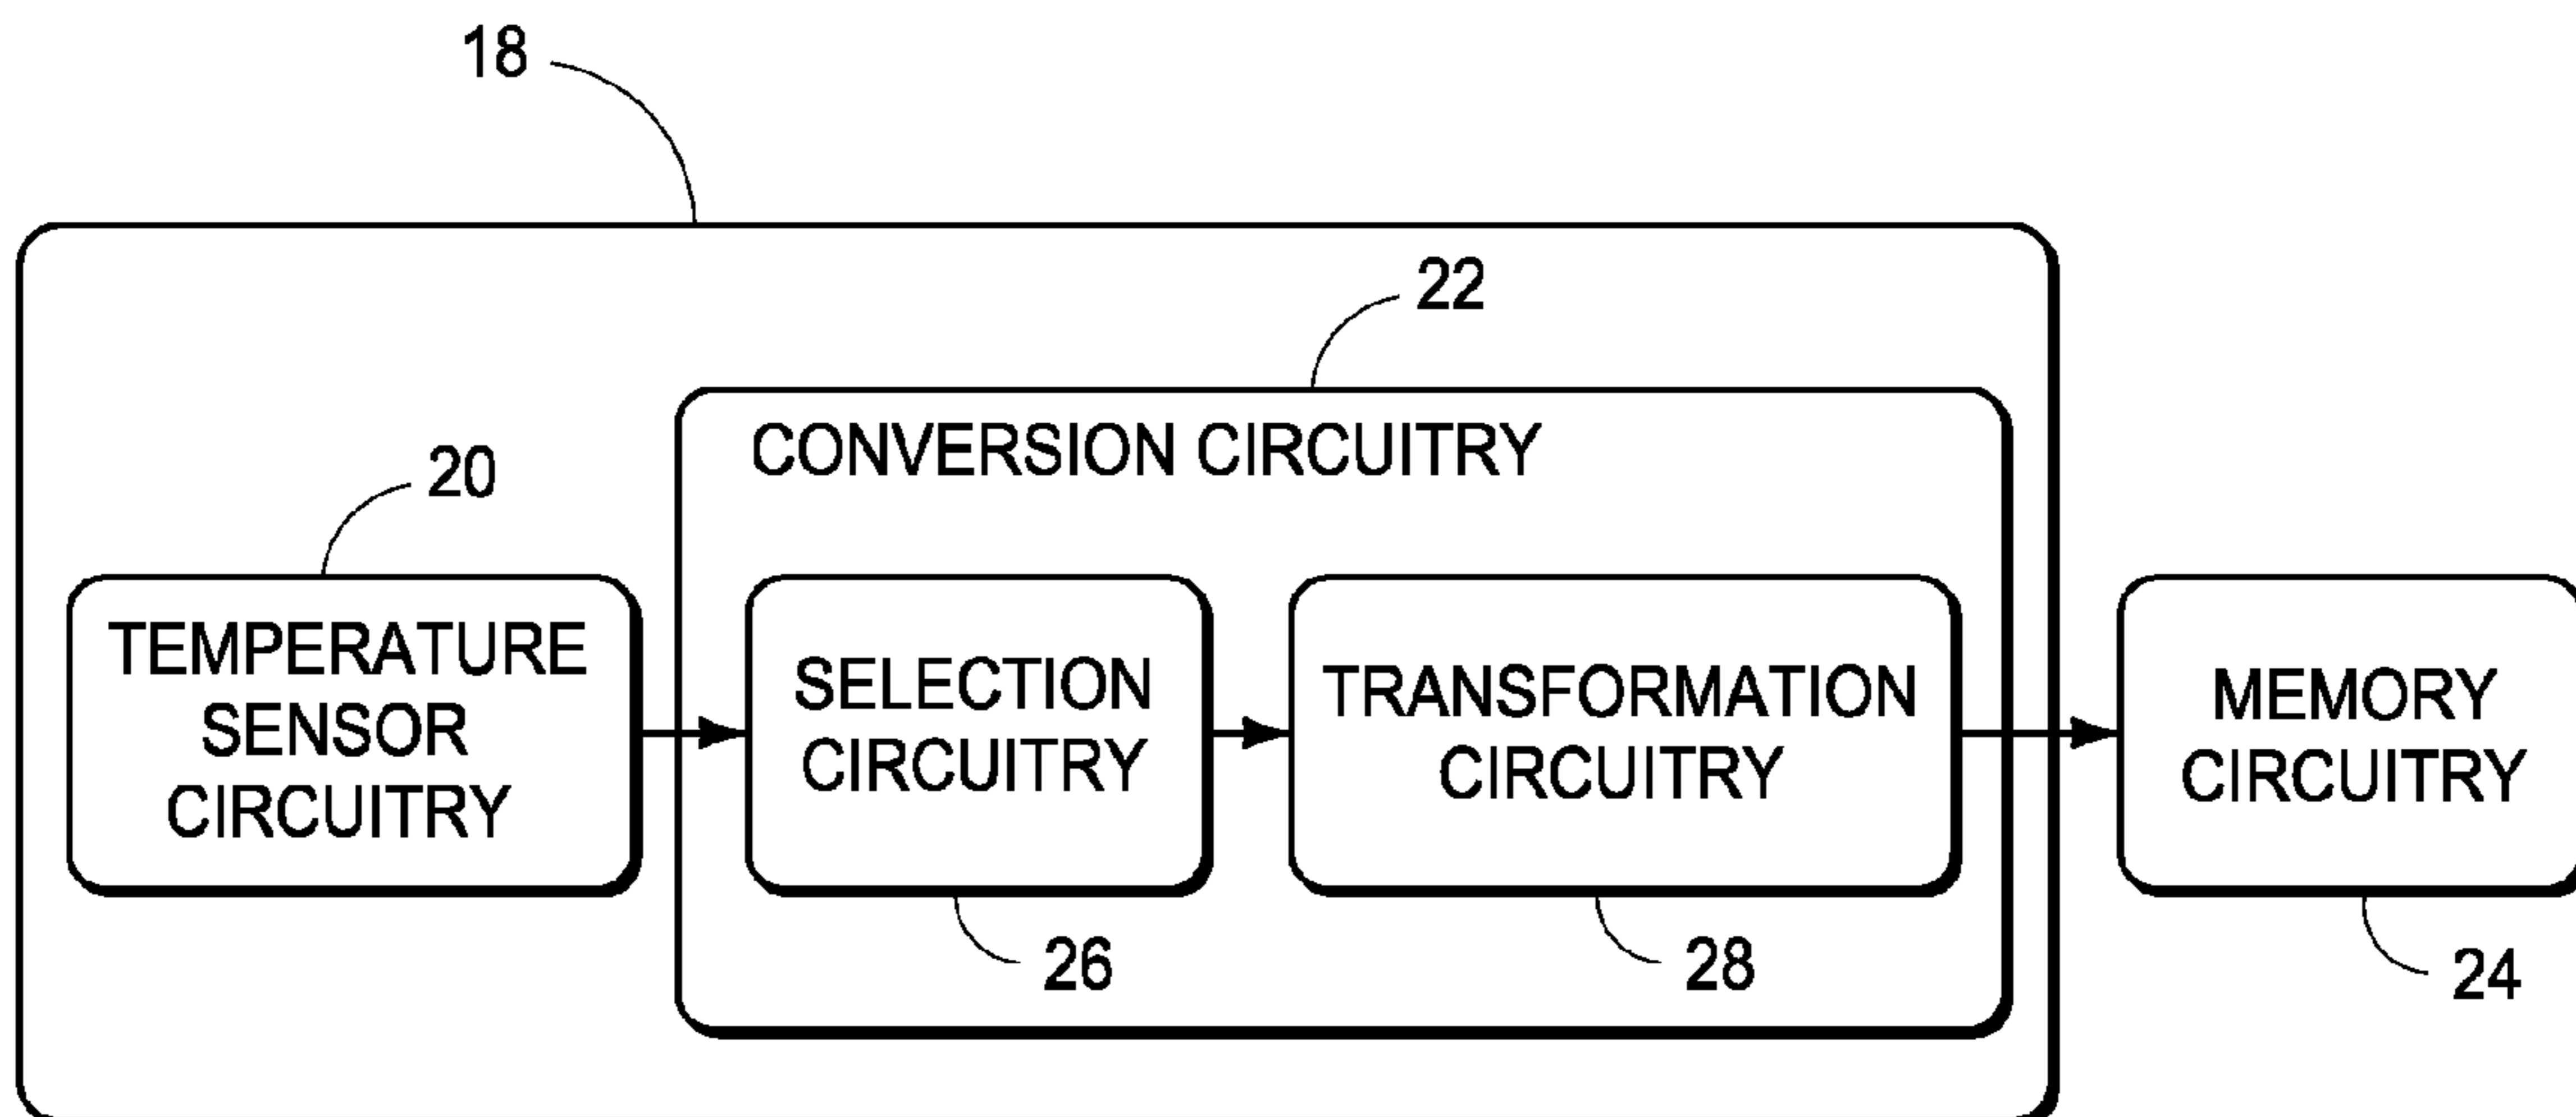 18
22
CONVERSION CIRCUITRY
20
TEMPERATURE
SENSOR
CIRCUITRY
SELECTION
CIRCUITRY
TRANSFORMATION
CIRCUITRY
MEMORY
CIRCUITRY
26
28
24